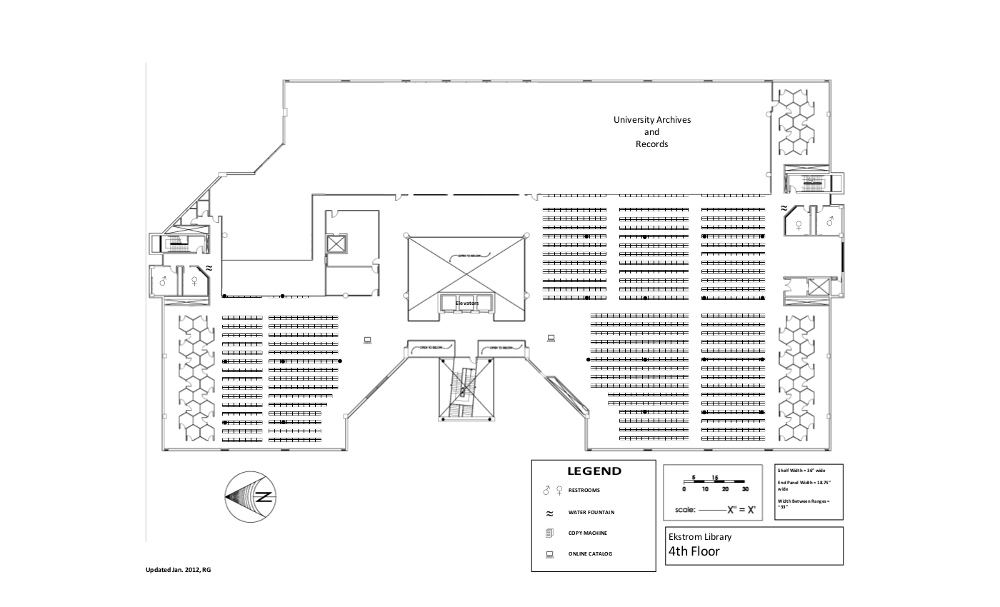 University Archives
and
Records
OPEN TO BELOW
Elevators
OPEN TO BELOW
OPEN TO BELOW
N
LEGEND
RESTROOMS
WATER FOUNTAIN
COPY MACHINE
ONLINE CATALOG
5 15
0 10 20 30
scale: X" = X"
Shelf Width = 36" wide
End Panel Width = 18.75"
wide
Width Between Ranges =
~33"
Ekstrom Library
4th Floor
Updated Jan. 2012, RG